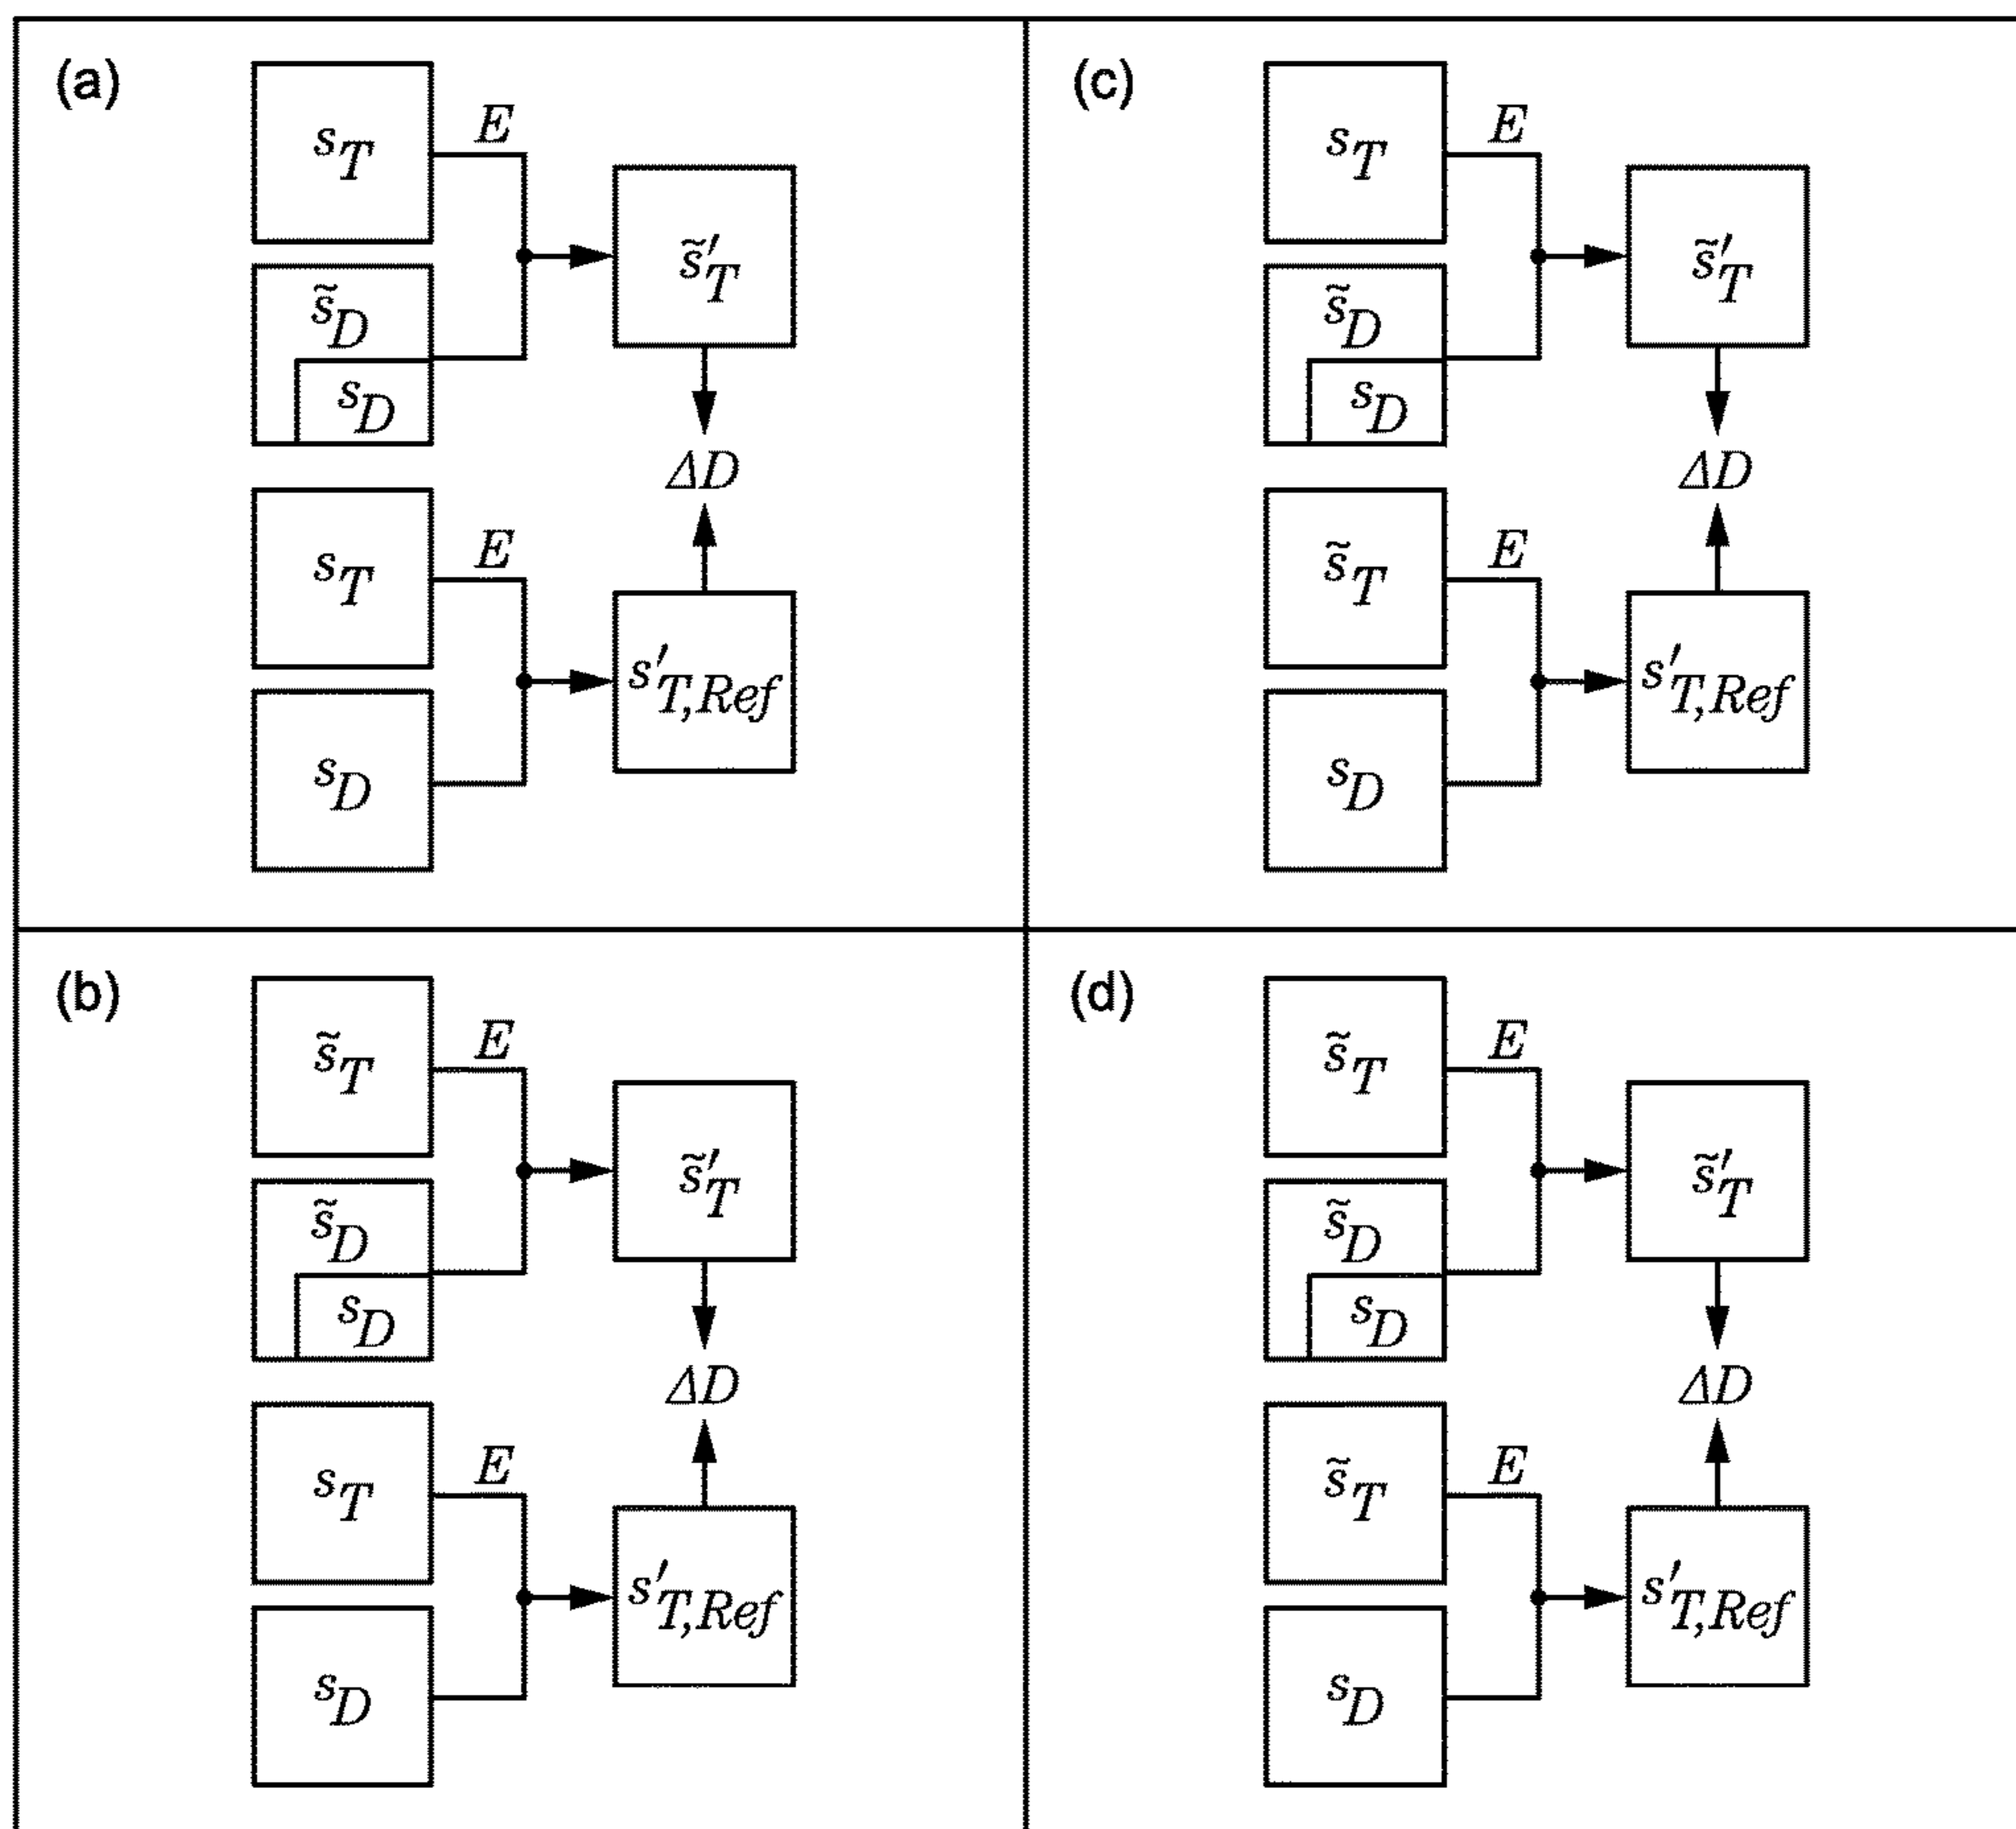 (a)
s_T
E
s̃_D
s_D
s̃′_T
ΔD
s_T
E
s_D
s′_T,Ref
(c)
s_T
E
s̃_D
s_D
s̃′_T
ΔD
s̃_T
E
s_D
s′_T,Ref
(b)
s̃_T
E
s̃_D
s_D
s̃′_T
ΔD
s_T
E
s_D
s′_T,Ref
(d)
s̃_T
E
s̃_D
s_D
s̃′_T
ΔD
s̃_T
E
s_D
s′_T,Ref